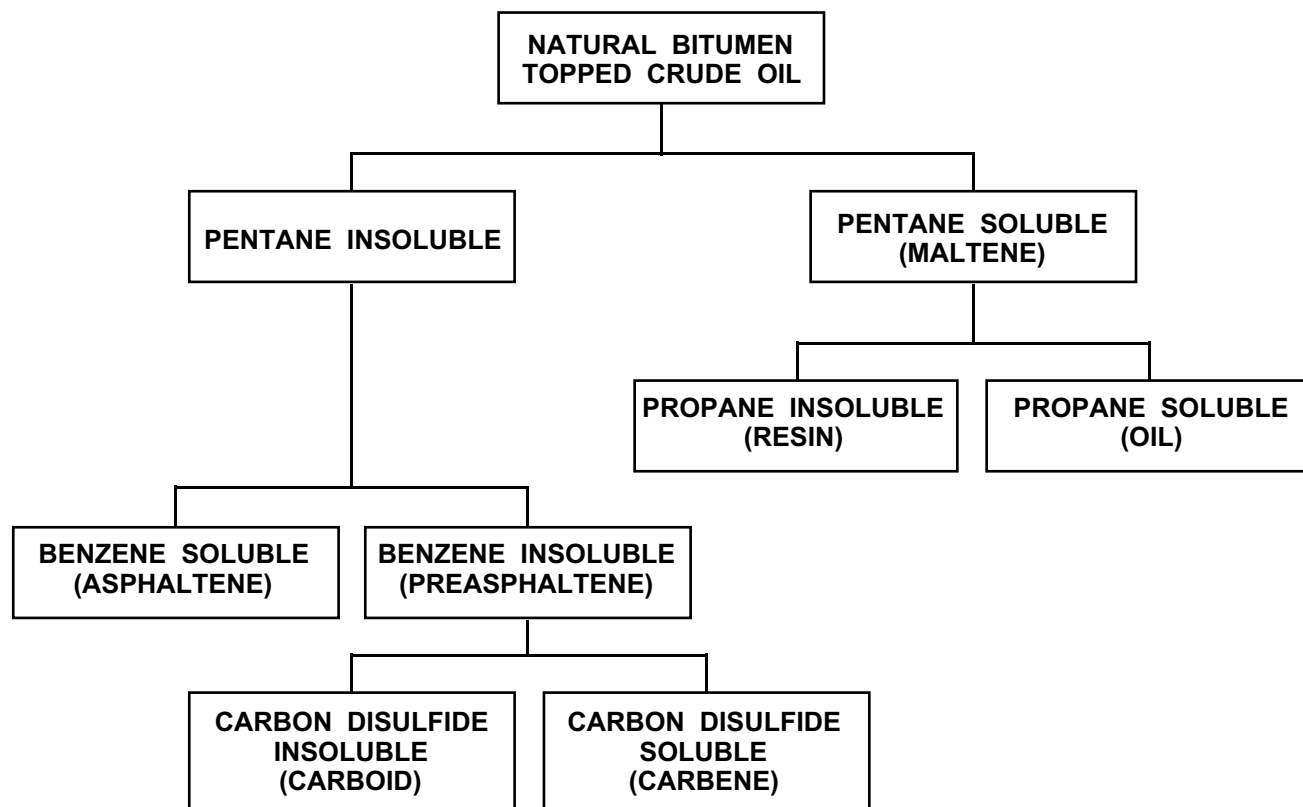 NATURAL BITUMEN
TOPPED CRUDE OIL
PENTANE INSOLUBLE
PENTANE SOLUBLE
(MALTENE)
PROPANE INSOLUBLE
(RESIN)
PROPANE SOLUBLE
(OIL)
BENZENE SOLUBLE
(ASPHALTENE)
BENZENE INSOLUBLE
(PREASPHALTENE)
CARBON DISULFIDE
INSOLUBLE
(CARBOID)
CARBON DISULFIDE
SOLUBLE
(CARBENE)